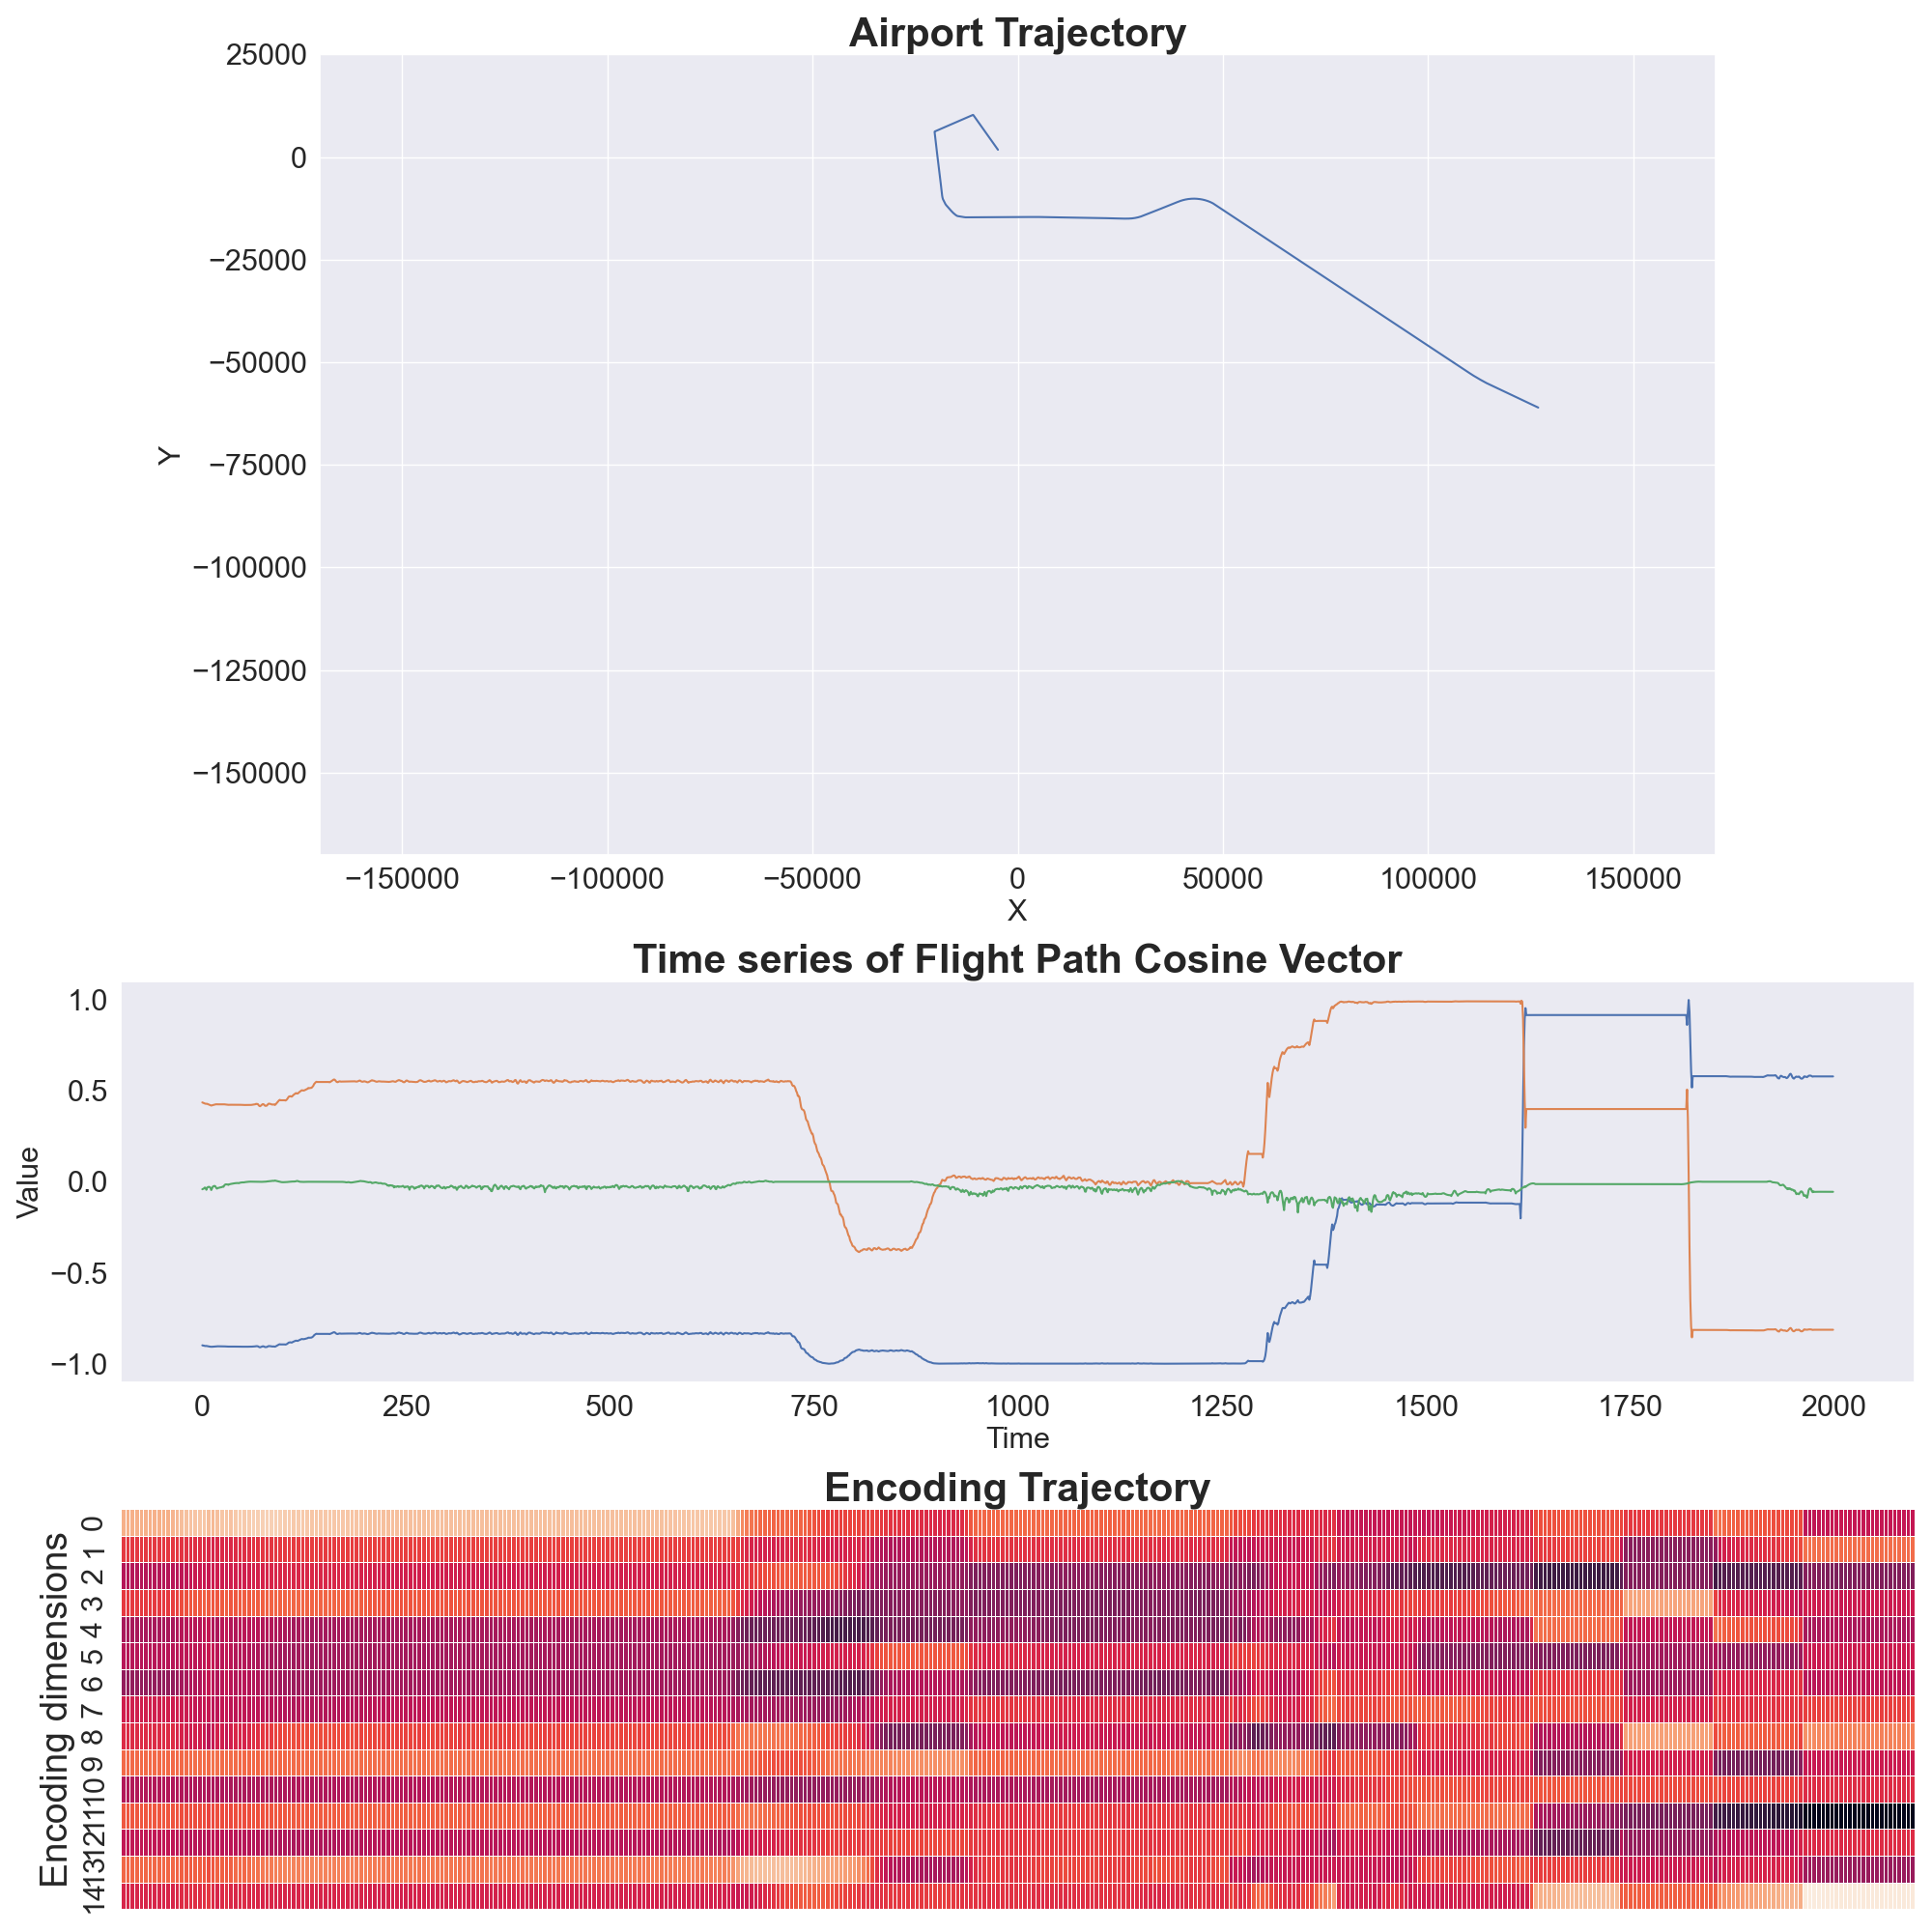 Airport Trajectory
25000
0
−25000
−50000
−75000
−100000
−125000
−150000
Y
−150000 −100000 −50000 0 50000 100000 150000
X
Time series of Flight Path Cosine Vector
1.0
0.5
0.0
−0.5
−1.0
Value
0 250 500 750 1000 1250 1500 1750 2000
Time
Encoding Trajectory
Encoding dimensions
0
1
2
3
4
5
6
7
8
9
10
11
12
13
14